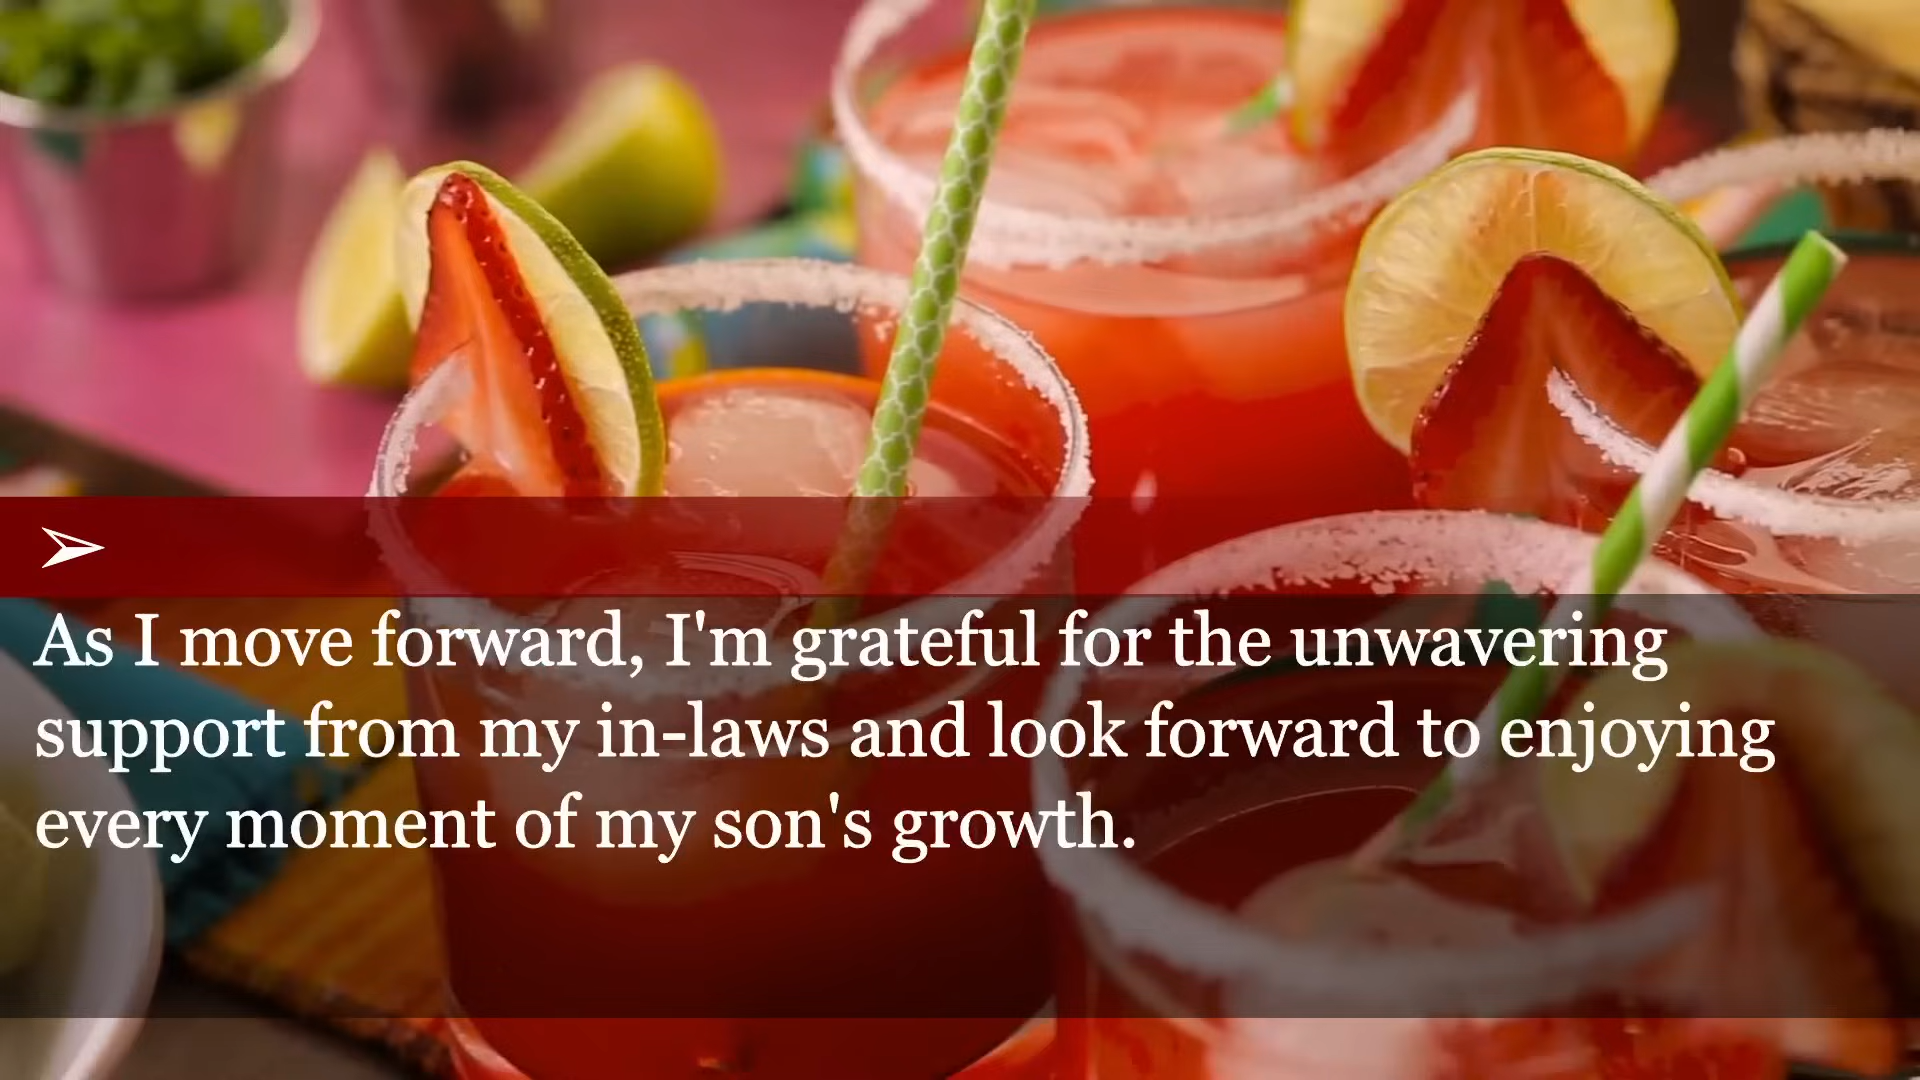 As I move forward, I'm grateful for the unwavering
support from my in-laws and look forward to enjoying
every moment of my son's growth.